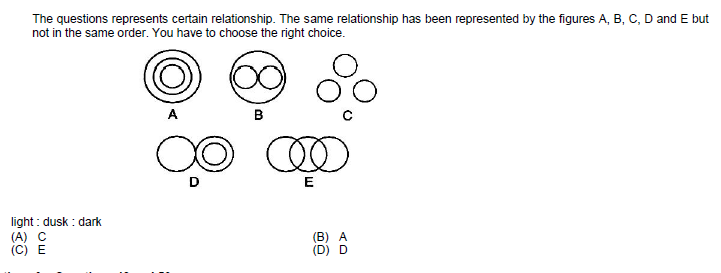 The questions represents certain relationship. The same relationship has been represented by the figures A, B, C, D and E but
not in the same order. You have to choose the right choice.
A B C
D E
light : dusk : dark
(A) C (B) A
(C) E (D) D